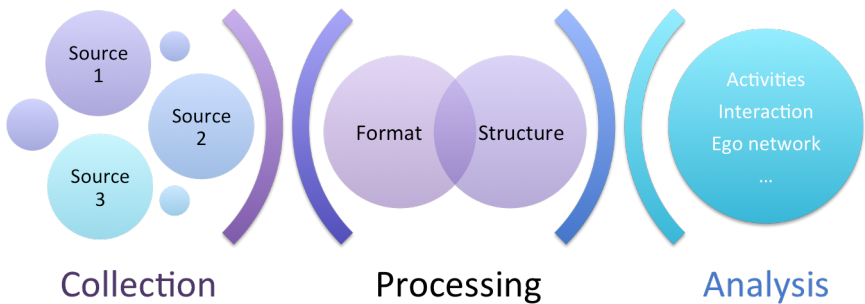 Source
1
Source
2
Source
3
Format
Structure
Activities
Interaction
Ego network
...
Collection
Processing
Analysis